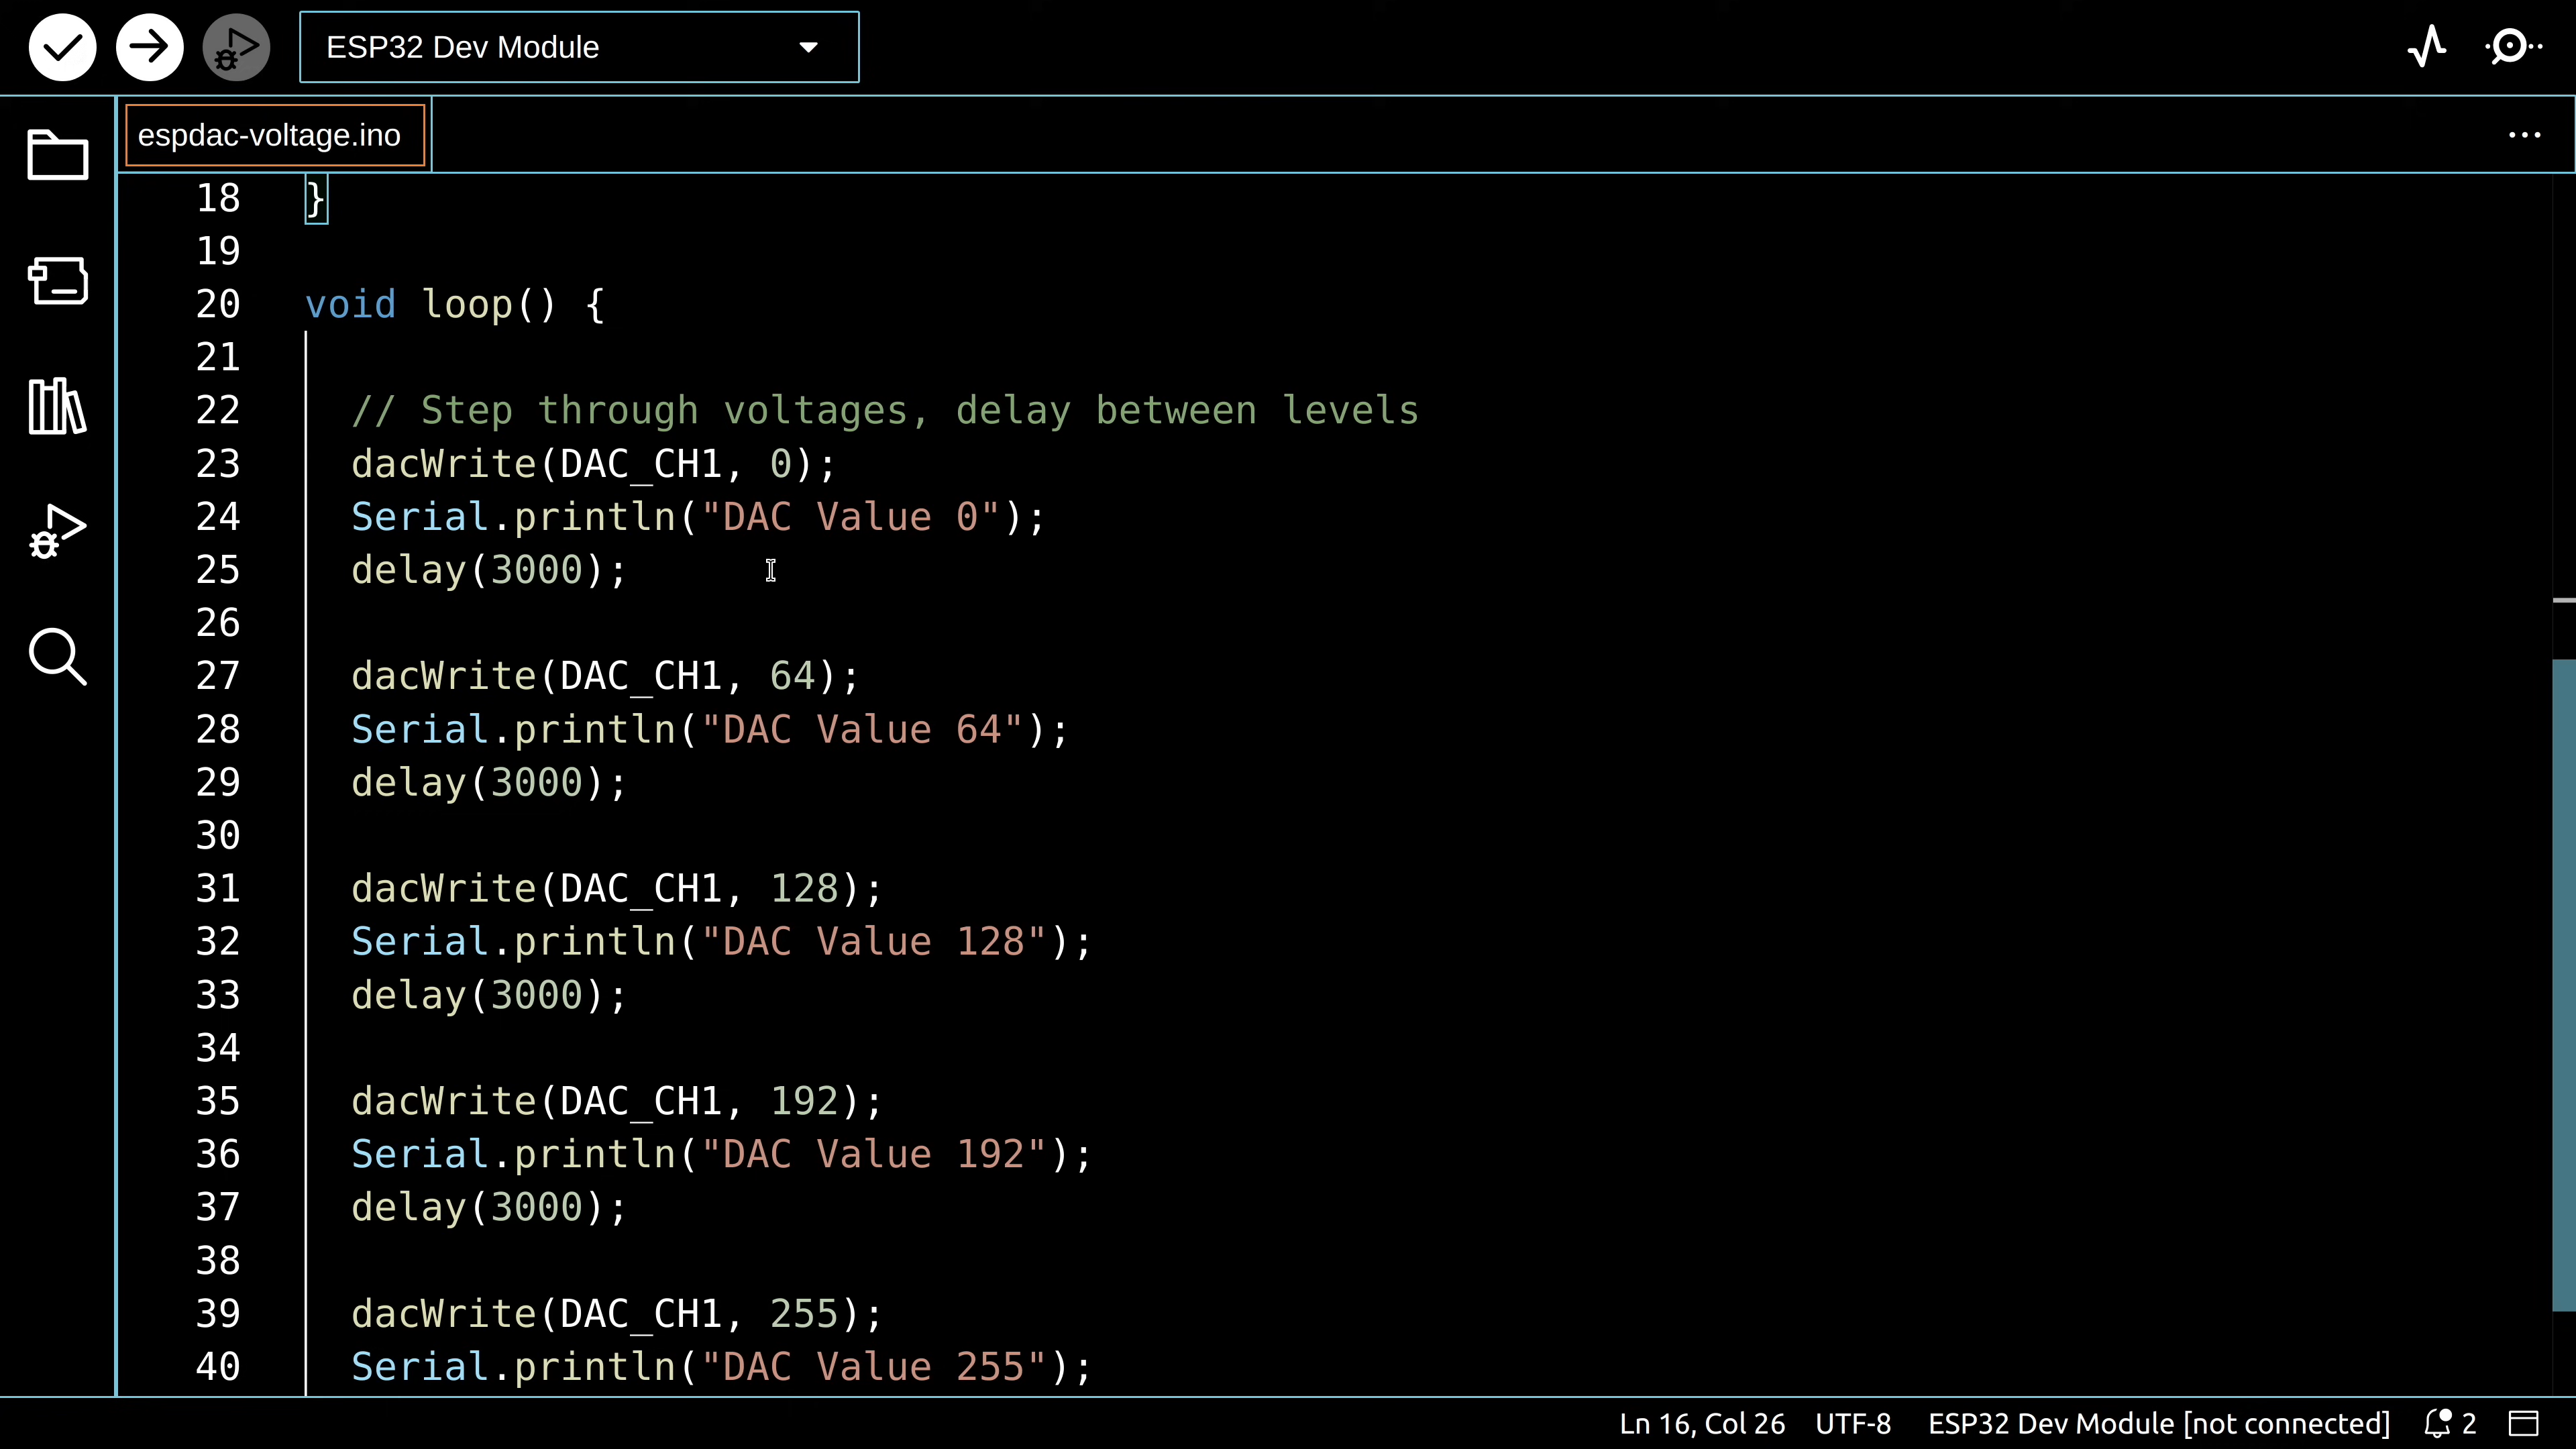 ESP32 Dev Module
espdac-voltage.ino
18 }
19
20 void loop() {
21
22 // Step through voltages, delay between levels
23 dacWrite(DAC_CH1, 0);
24 Serial.println("DAC Value 0");
25 delay(3000);
26
27 dacWrite(DAC_CH1, 64);
28 Serial.println("DAC Value 64");
29 delay(3000);
30
31 dacWrite(DAC_CH1, 128);
32 Serial.println("DAC Value 128");
33 delay(3000);
34
35 dacWrite(DAC_CH1, 192);
36 Serial.println("DAC Value 192");
37 delay(3000);
38
39 dacWrite(DAC_CH1, 255);
40 Serial.println("DAC Value 255");
Ln 16, Col 26 UTF-8 ESP32 Dev Module [not connected] 2